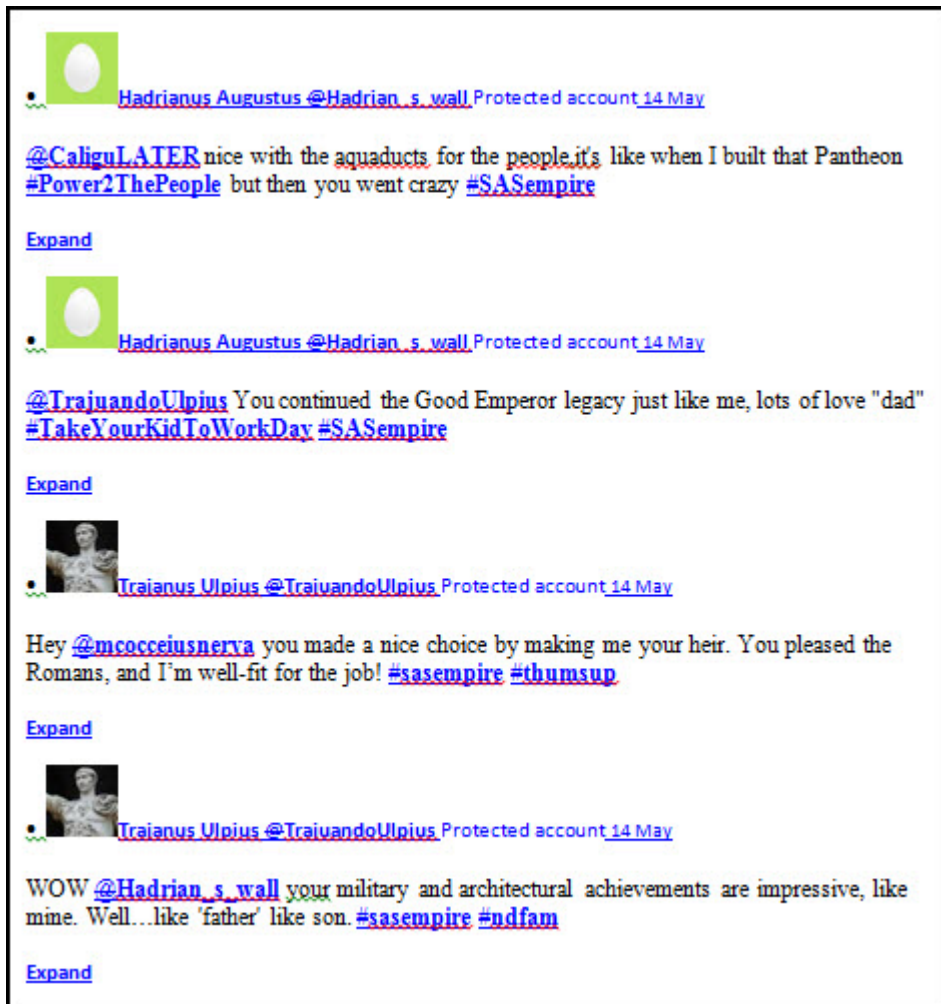 Hadrianus Augustus @Hadrian_s_wall Protected account 14 May
@CaliguLATER nice with the aquaducts for the people,it's like when I built that Pantheon
#Power2ThePeople but then you went crazy #SASempire
Expand
Hadrianus Augustus @Hadrian_s_wall Protected account 14 May
@TrajuandoUlpius You continued the Good Emperor legacy just like me, lots of love "dad"
#TakeYourKidToWorkDay #SASempire
Expand
Trajanus Ulpius @TrajuandoUlpius Protected account 14 May
Hey @mcocceiusnerva you made a nice choice by making me your heir. You pleased the
Romans, and I’m well-fit for the job! #sasempire #thumsup
Expand
Trajanus Ulpius @TrajuandoUlpius Protected account 14 May
WOW @Hadrian_s_wall your military and architectural achievements are impressive, like
mine. Well…like 'father' like son. #sasempire #ndfam
Expand